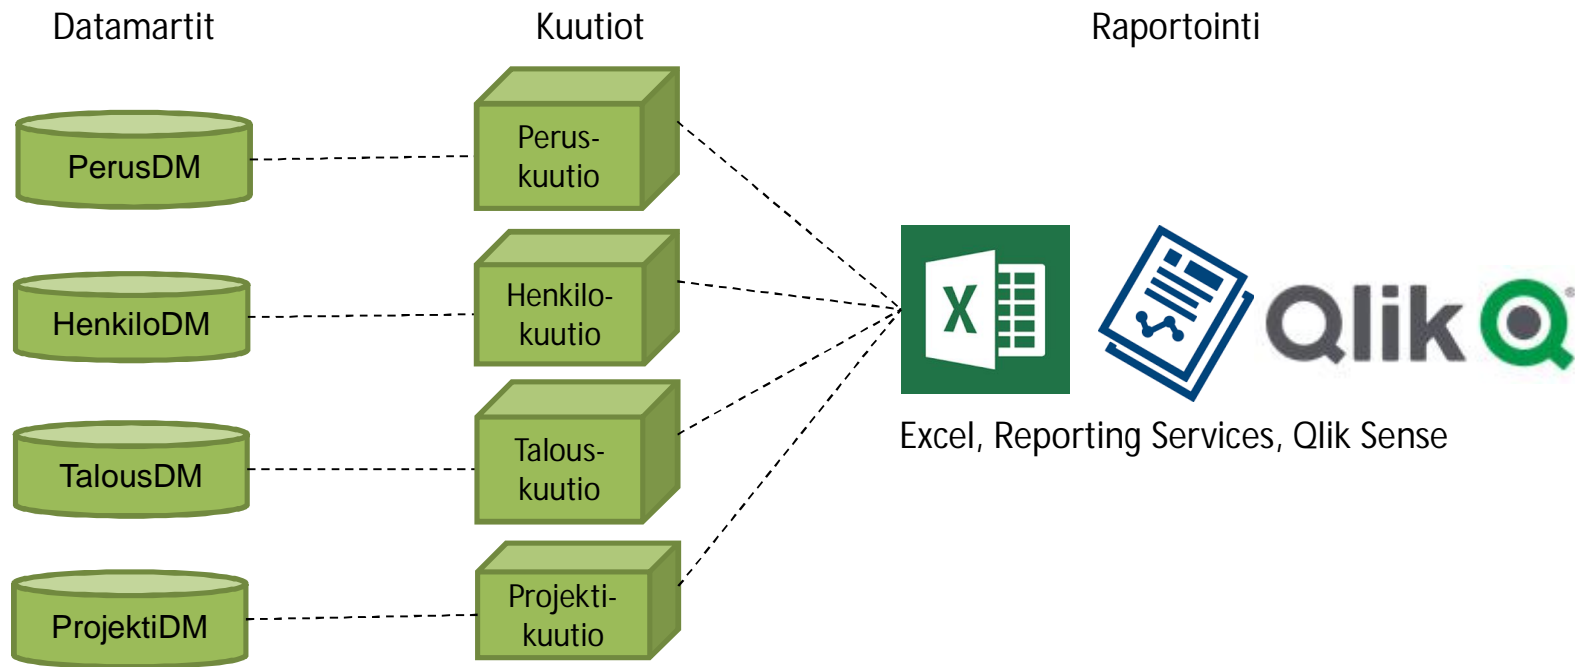 Datamartit
Kuutiot
Raportointi
PerusDM
Perus-
kuutio
HenkiloDM
Henkilo-
kuutio
TalousDM
Talous-
kuutio
ProjektiDM
Projekti-
kuutio
X
Qlik Q®
Excel, Reporting Services, Qlik Sense